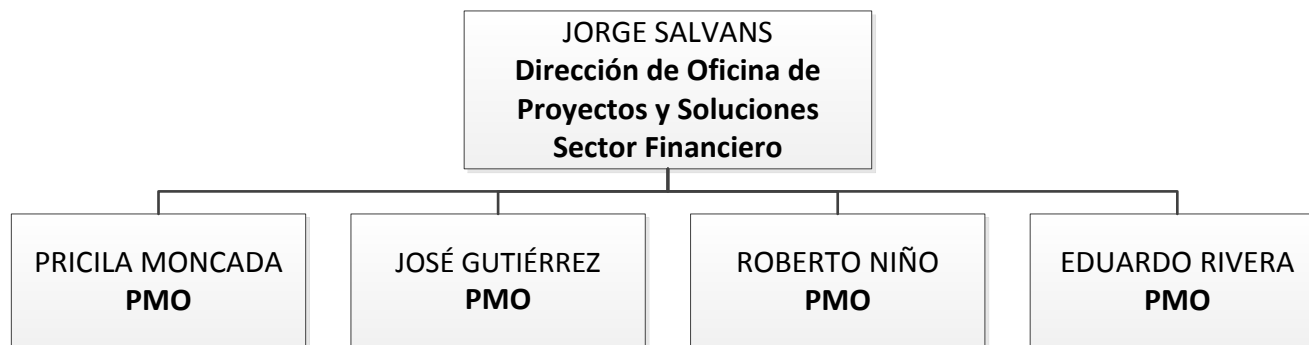 JORGE SALVANS
Dirección de Oficina de
Proyectos y Soluciones
Sector Financiero
PRICILA MONCADA
PMO
JOSÉ GUTIÉRREZ
PMO
ROBERTO NIÑO
PMO
EDUARDO RIVERA
PMO